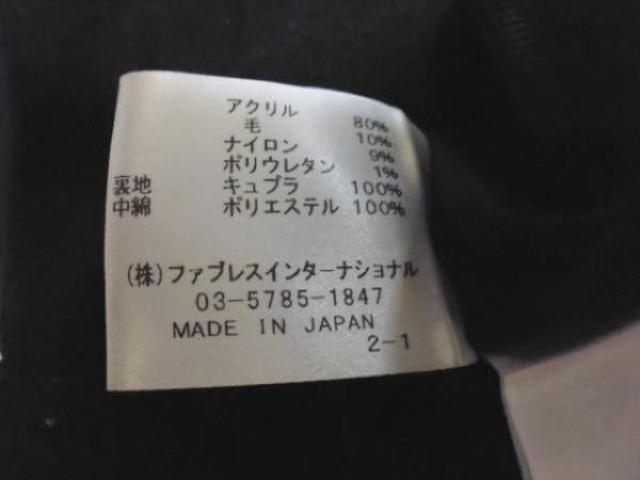 アクリル 80%
毛 10%
ナイロン 9%
ポリウレタン 1%
裏地 キュプラ 100%
中綿 ポリエステル 100%
(株)ファブレスインターナショナル
03-5785-1847
MADE IN JAPAN
2-1